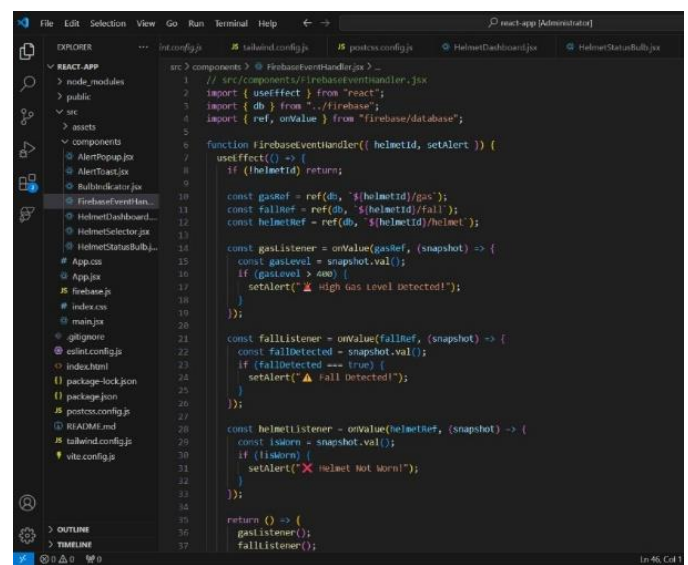 File Edit Selection View Go Run Terminal Help
react-app [Administrator]
EXPLORER
int.config.js
tailwind.config.js
postcss.config.js
HelmetDashboard.jsx
HelmetStatusBulb.jsx
REACT-APP
node_modules
public
src
assets
components
AlertPopup.jsx
AlertToast.jsx
BulbIndicator.jsx
FirebaseEventHan...
HelmetDashboard....
HelmetSelector.jsx
HelmetStatusBulb.j...
App.css
App.jsx
firebase.js
index.css
main.jsx
.gitignore
eslint.config.js
index.html
package-lock.json
package.json
postcss.config.js
README.md
tailwind.config.js
vite.config.js
OUTLINE
TIMELINE
src > components > FirebaseEventHandler.jsx > ...
1 // src/components/FirebaseEventHandler.jsx
2 import { useEffect } from "react";
3 import { db } from "../firebase";
4 import { ref, onValue } from "firebase/database";
5
6 function FirebaseEventHandler({ helmetId, setAlert }) {
7 useEffect(() => {
8 if (!helmetId) return;
9
10 const gasRef = ref(db, `${helmetId}/gas`);
11 const fallRef = ref(db, `${helmetId}/fall`);
12 const helmetRef = ref(db, `${helmetId}/helmet`);
13
14 const gasListener = onValue(gasRef, (snapshot) => {
15 const gasLevel = snapshot.val();
16 if (gasLevel > 400) {
17 setAlert("🚨 High Gas Level Detected!");
18 }
19 });
20
21 const fallListener = onValue(fallRef, (snapshot) => {
22 const fallDetected = snapshot.val();
23 if (fallDetected === true) {
24 setAlert("⚠️ Fall Detected!");
25 }
26 });
27
28 const helmetListener = onValue(helmetRef, (snapshot) => {
29 const isWorn = snapshot.val();
30 if (!isWorn) {
31 setAlert("❌ Helmet Not Worn!");
32 }
33 });
34
35 return () => {
36 gasListener();
37 fallListener();
0 0 0
Ln 46, Col 1